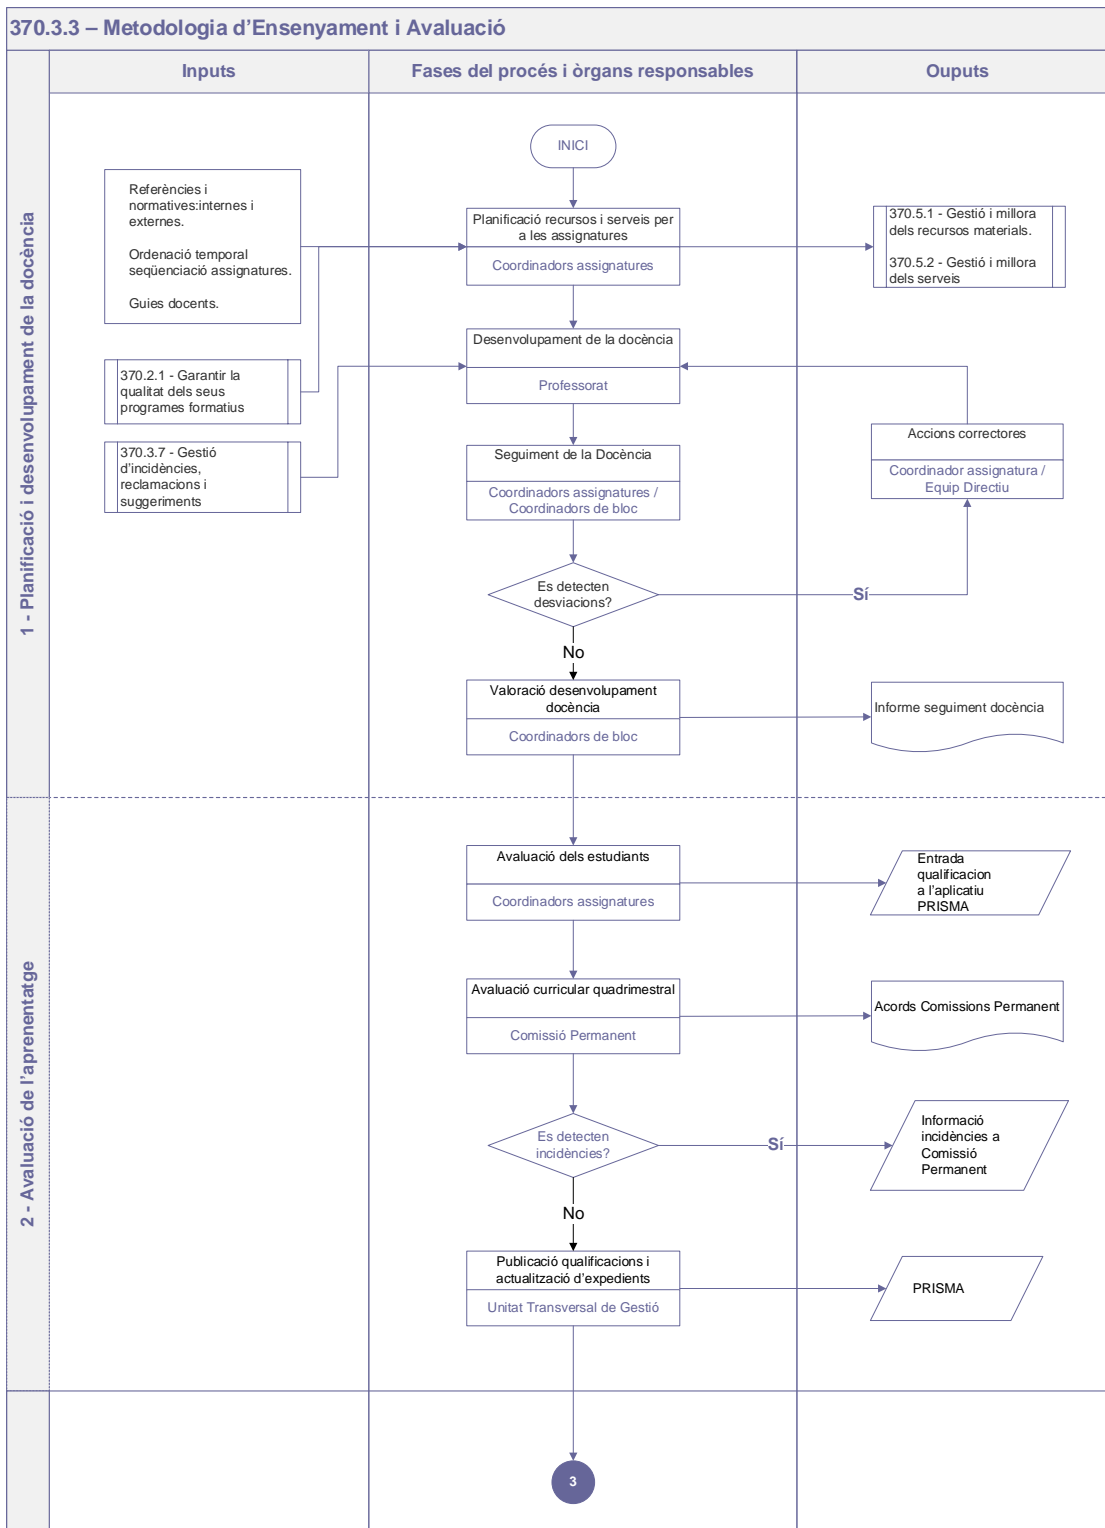 370.3.3 – Metodologia d'Ensenyament i Avaluació
Inputs
Fases del procés i òrgans responsables
Ouputs
1 - Planificació i desenvolupament de la docència
INICI
Referències i
normatives:internes i
externes.
Ordenació temporal
seqüenciació assignatures.
Guies docents.
Planificació recursos i serveis per
a les assignatures
Coordinadors assignatures
370.5.1 - Gestió i millora
dels recursos materials.
370.5.2 - Gestió i millora
dels serveis
370.2.1 - Garantir la
qualitat dels seus
programes formatius
Desenvolupament de la docència
Professorat
370.3.7 - Gestió
d'incidències,
reclamacions i
suggeriments
Seguiment de la Docència
Coordinadors assignatures /
Coordinadors de bloc
Accions correctores
Coordinador assignatura /
Equip Directiu
Es detecten
desviacions?
Sí
No
Valoració desenvolupament
docència
Coordinadors de bloc
Informe seguiment docència
2 - Avaluació de l'aprenentatge
Avaluació dels estudiants
Coordinadors assignatures
Entrada
qualificacion
a l'aplicatiu
PRISMA
Avaluació curricular quadrimestral
Comissió Permanent
Acords Comissions Permanent
Es detecten
incidències?
Sí
Informació
incidències a
Comissió
Permanent
No
Publicació qualificacions i
actualització d'expedients
Unitat Transversal de Gestió
PRISMA
3